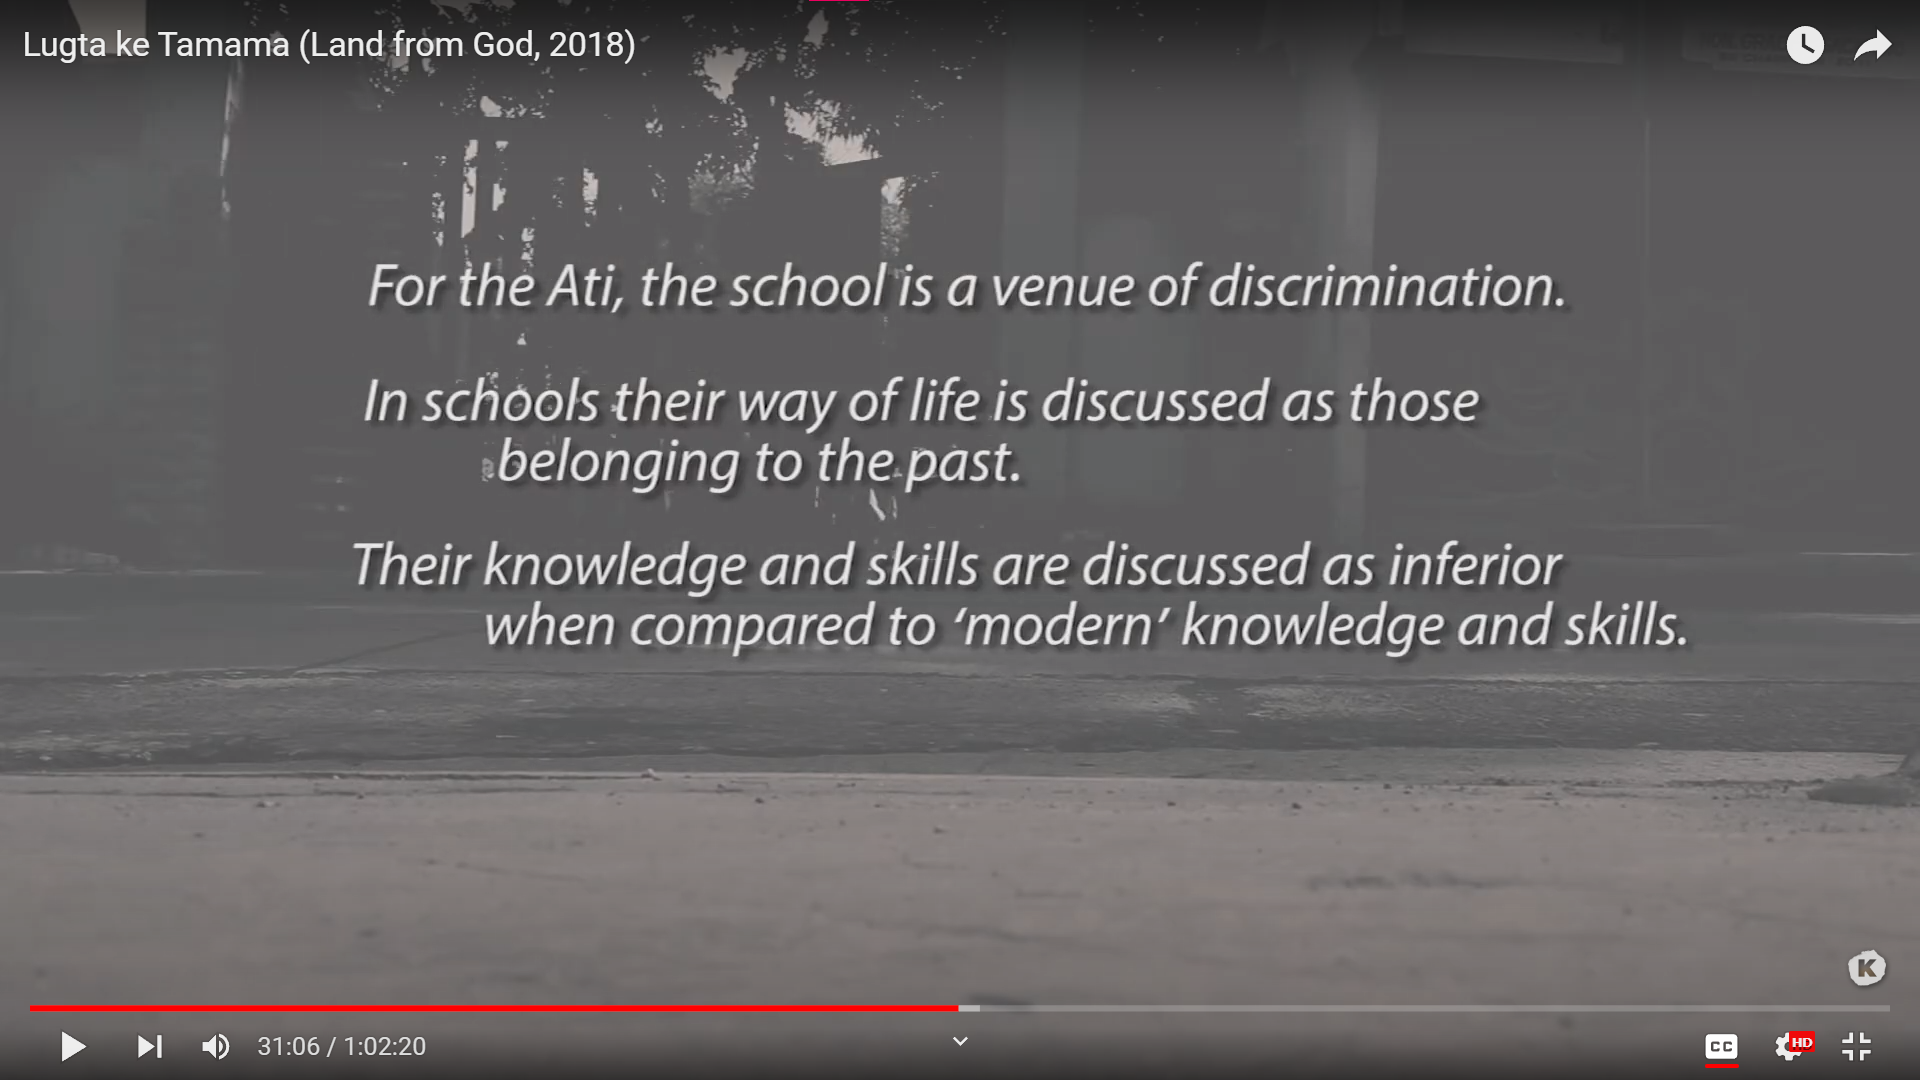 Lugta ke Tamama (Land from God, 2018)
For the Ati, the school is a venue of discrimination.
In schools their way of life is discussed as those
belonging to the past.
Their knowledge and skills are discussed as inferior
when compared to ‘modern’ knowledge and skills.
K
31:06 / 1:02:20
CC
HD